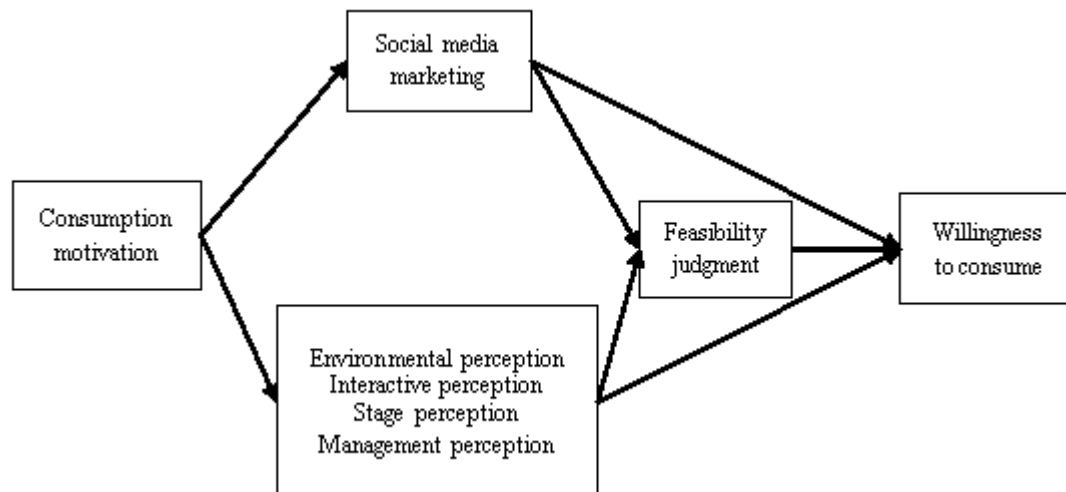 Social media
marketing
Consumption
motivation
Feasibility
judgment
Willingness
to consume
Environmental perception
Interactive perception
Stage perception
Management perception